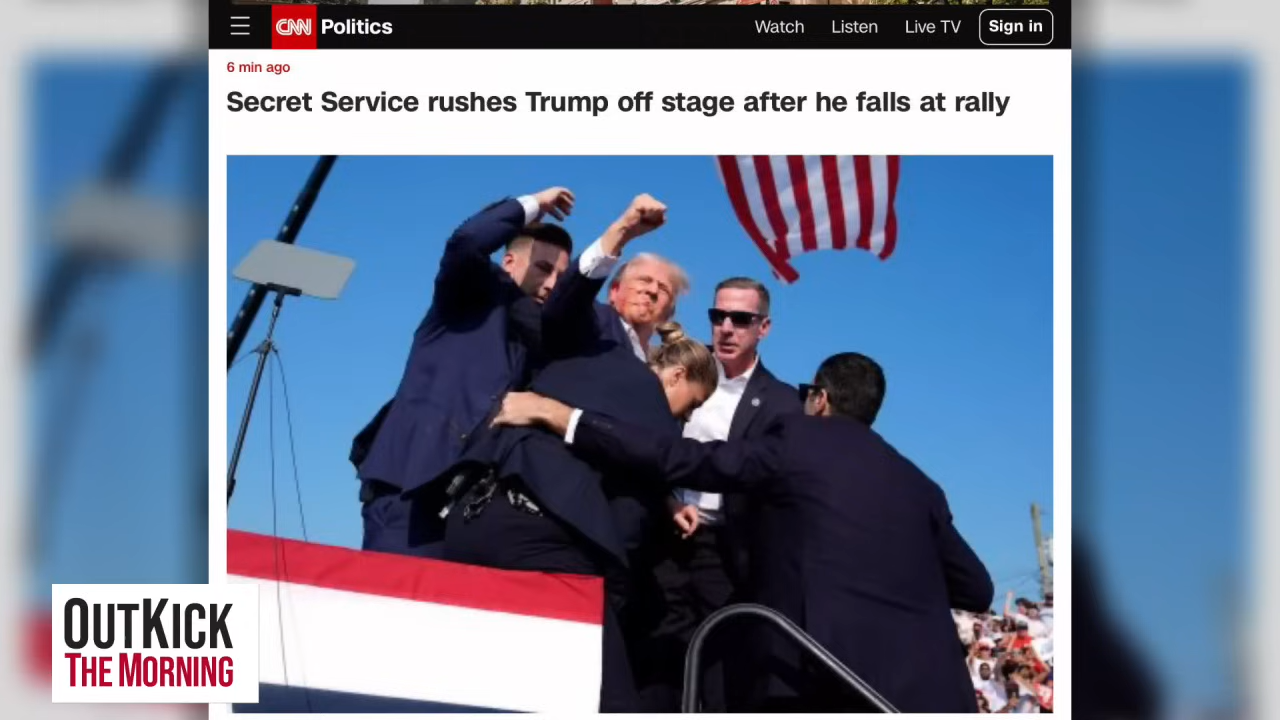 CNN Politics Watch Listen Live TV Sign in
6 min ago
Secret Service rushes Trump off stage after he falls at rally
OUTKICK
THE MORNING